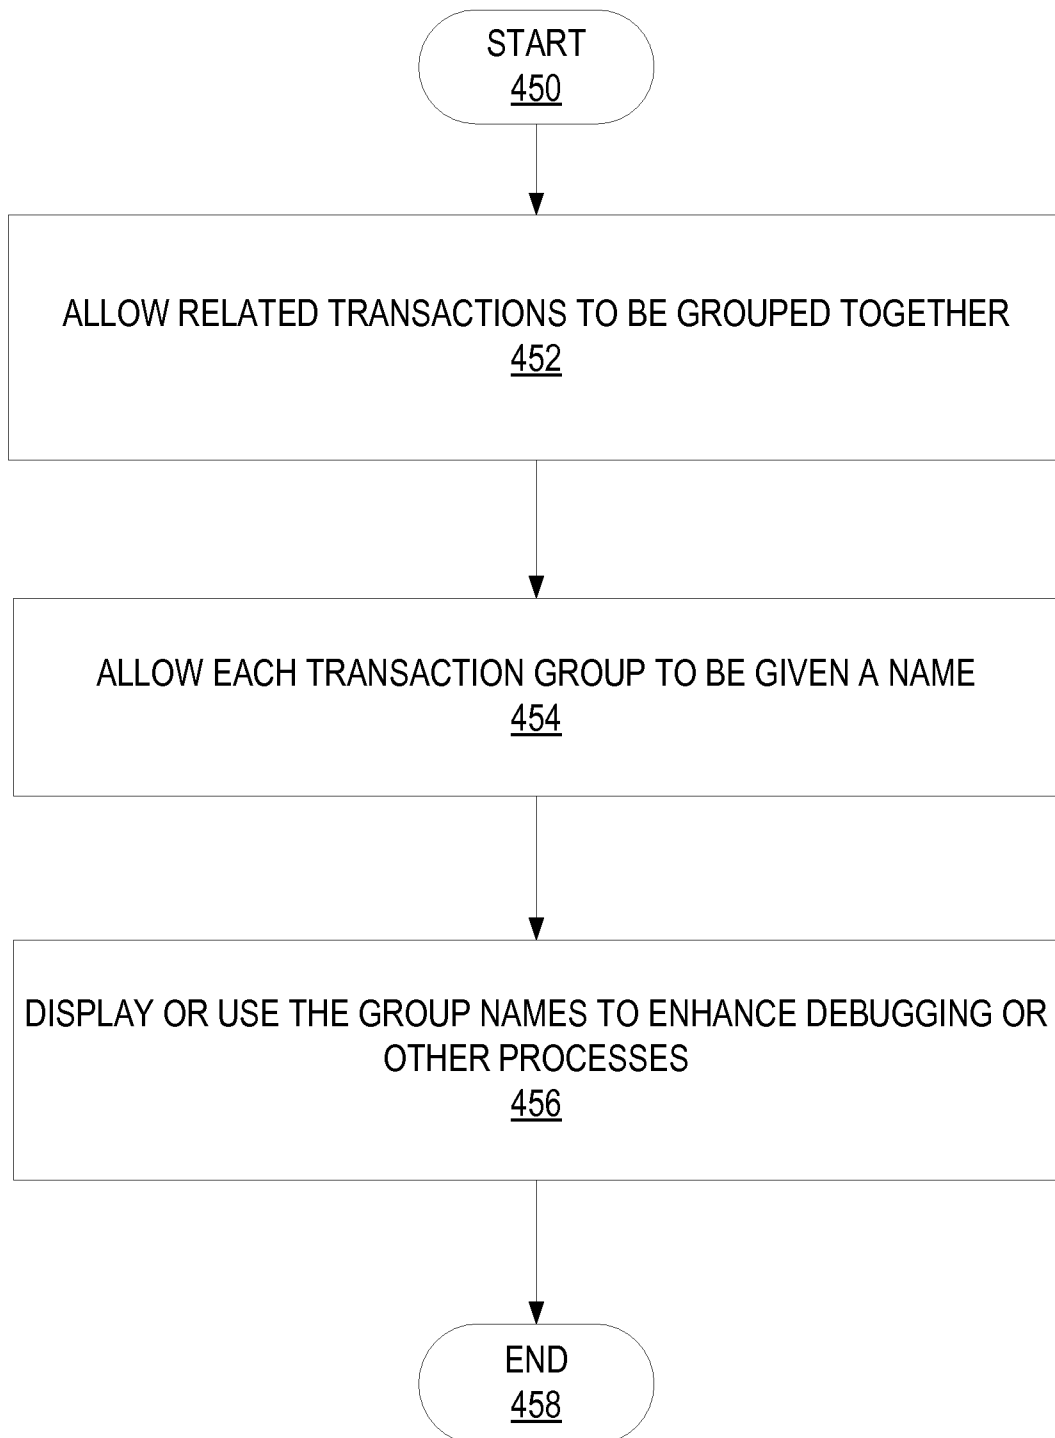 START
450
ALLOW RELATED TRANSACTIONS TO BE GROUPED TOGETHER
452
ALLOW EACH TRANSACTION GROUP TO BE GIVEN A NAME
454
DISPLAY OR USE THE GROUP NAMES TO ENHANCE DEBUGGING OR
OTHER PROCESSES
456
END
458